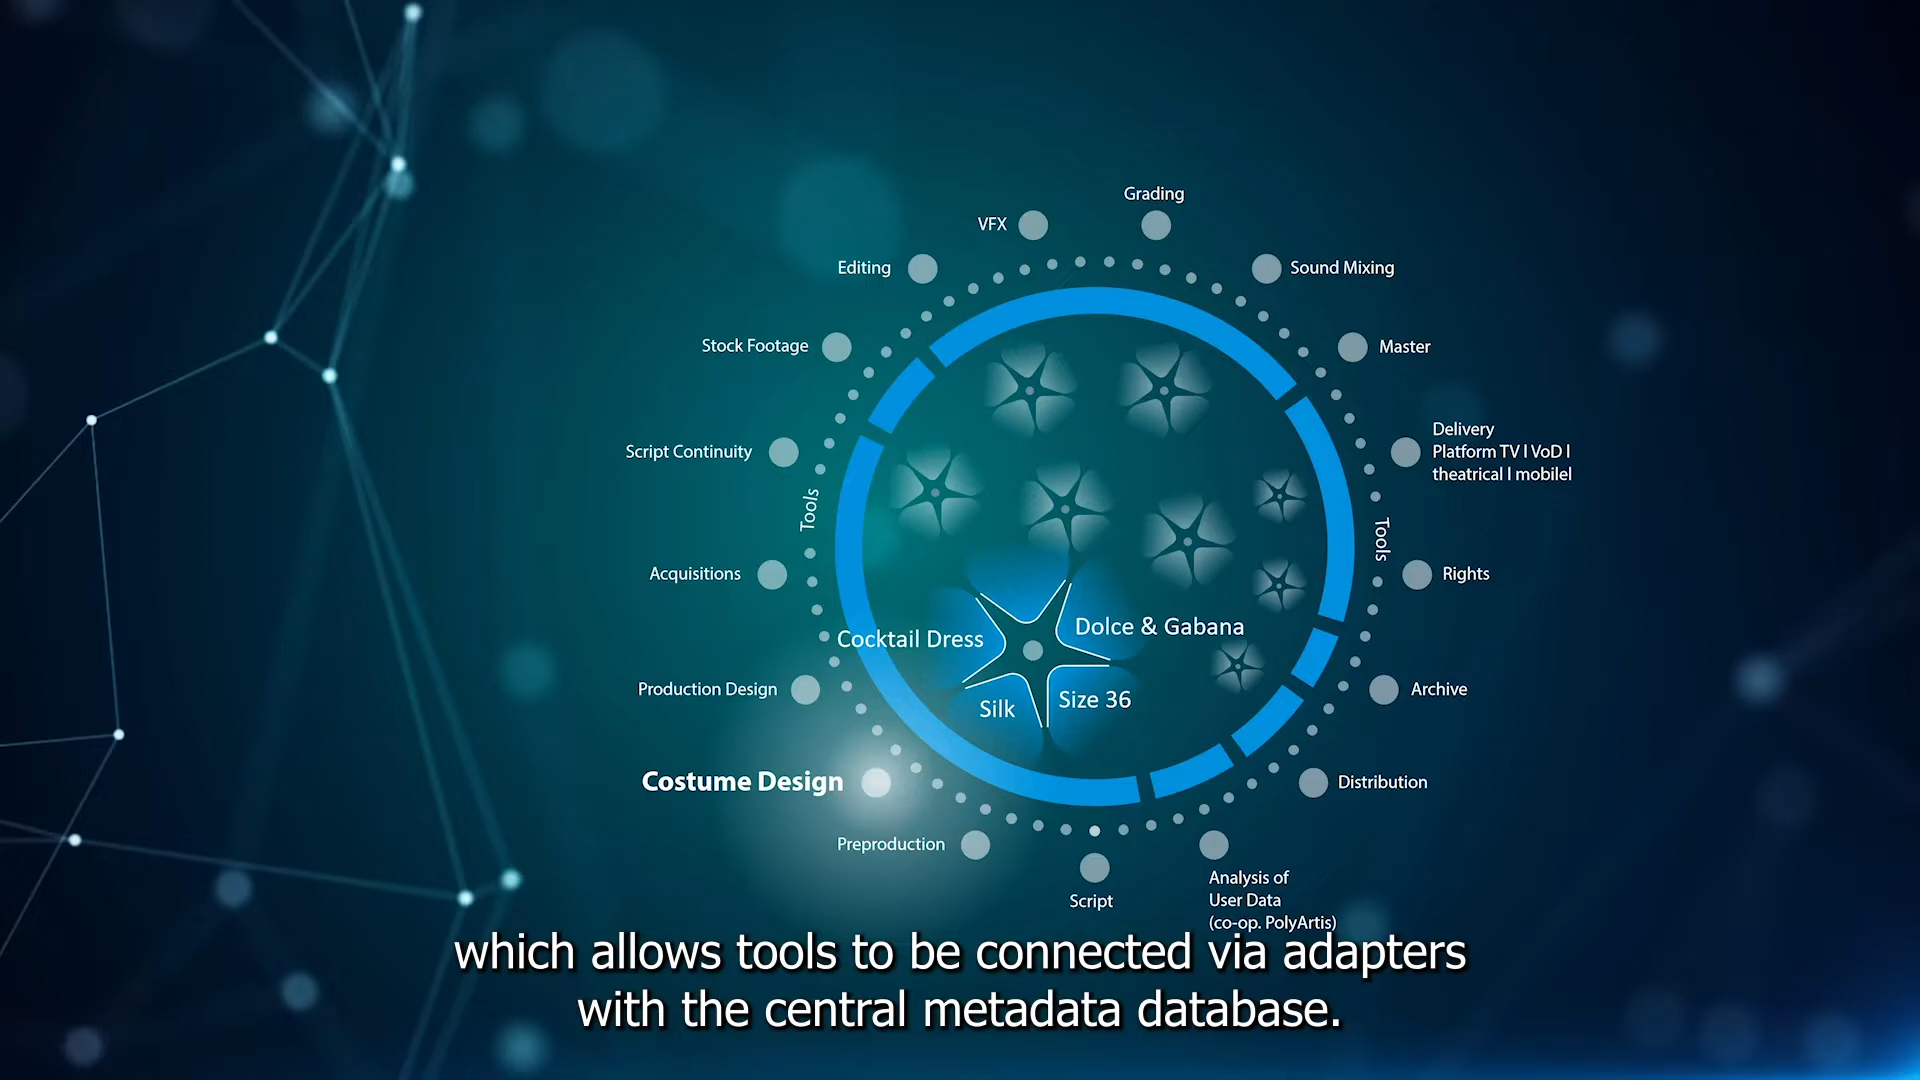 Grading
VFX
Editing
Sound Mixing
Stock Footage
Master
Delivery
Platform TV l VoD l
theatrical l mobilel
Script Continuity
Tools
Tools
Acquisitions
Rights
Cocktail Dress
Dolce & Gabana
Silk
Size 36
Production Design
Archive
Costume Design
Distribution
Preproduction
Script
Analysis of
User Data
(co-op. PolyArtis)
which allows tools to be connected via adapters
with the central metadata database.